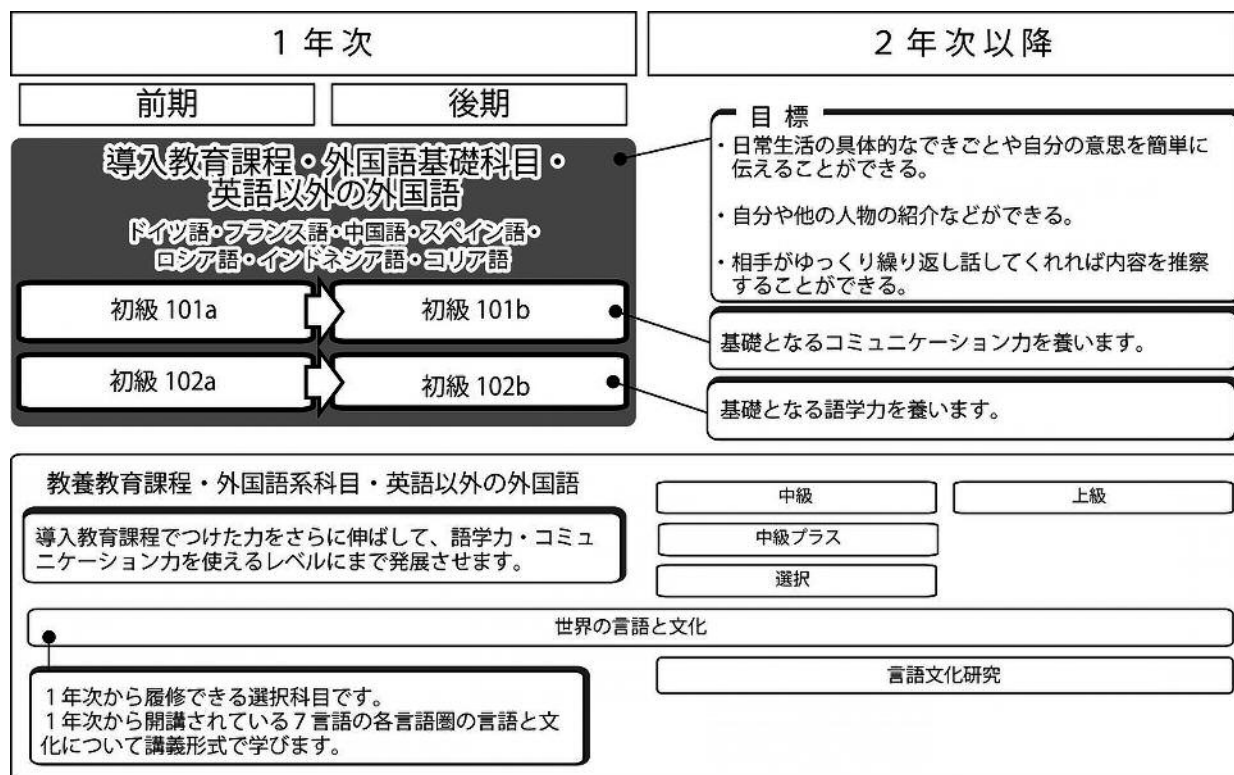 1年次
2年次以降
前期
後期
導入教育課程・外国語基礎科目・
英語以外の外国語
ドイツ語・フランス語・中国語・スペイン語・
ロシア語・インドネシア語・コリア語
初級 101a
初級 101b
初級 102a
初級 102b
目標
・日常生活の具体的なできごとや自分の意思を簡単に
伝えることができる。
・自分や他の人物の紹介などができる。
・相手がゆっくり繰り返し話してくれれば内容を推察
することができる。
基礎となるコミュニケーション力を養います。
基礎となる語学力を養います。
教養教育課程・外国語系科目・英語以外の外国語
導入教育課程でつけた力をさらに伸ばして、語学力・コミュ
ニケーション力を使えるレベルにまで発展させます。
中級
上級
中級プラス
選択
世界の言語と文化
1年次から履修できる選択科目です。
1年次から開講されている7言語の各言語圏の言語と文
化について講義形式で学びます。
言語文化研究